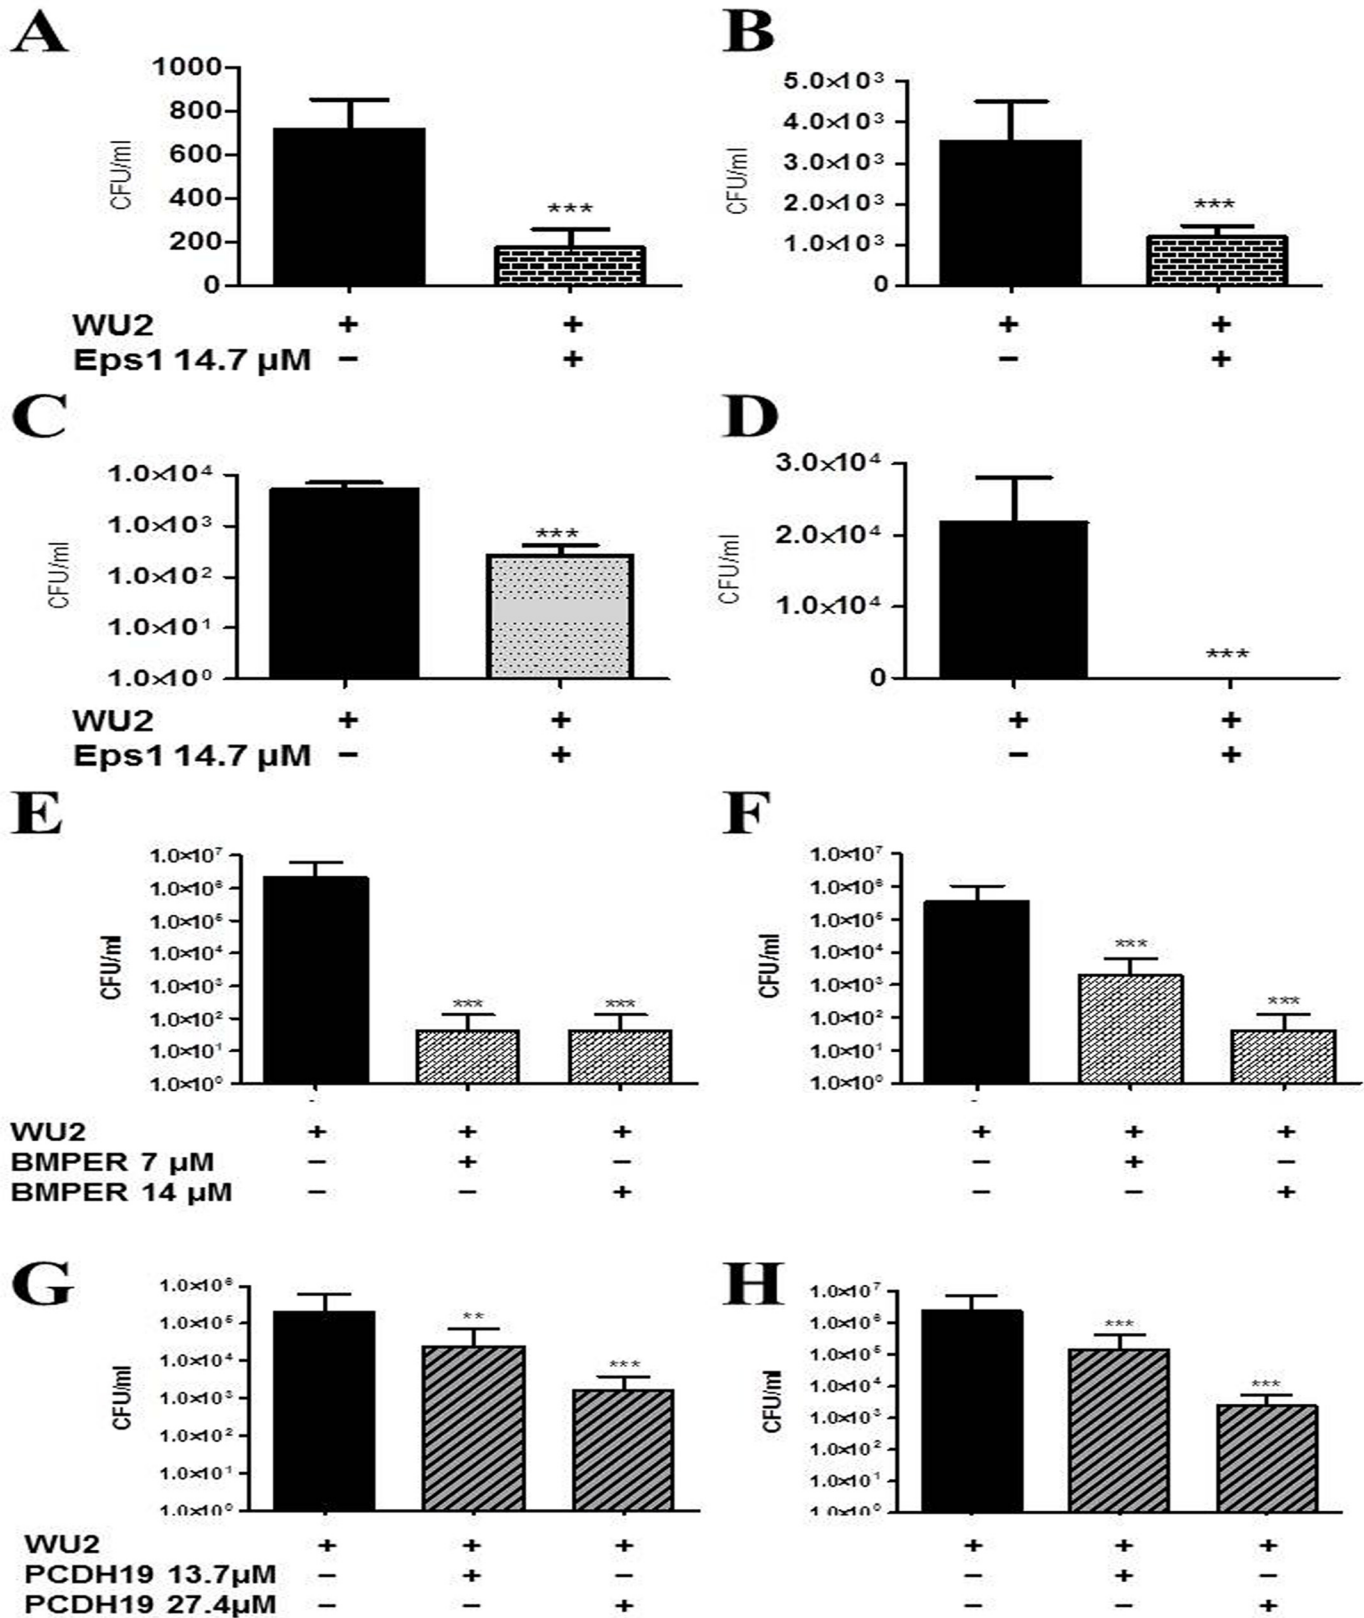 A
1000
800
600
400
200
0
CFU/ml
***
WU2 + +
Eps1 14.7 µM − +
B
5.0×10³
4.0×10³
3.0×10³
2.0×10³
1.0×10³
0
CFU/ml
***
+ +
− +
C
1.0×10⁴
1.0×10³
1.0×10²
1.0×10¹
1.0×10⁰
CFU/ml
***
WU2 + +
Eps1 14.7 µM − +
D
3.0×10⁴
2.0×10⁴
1.0×10⁴
0
CFU/ml
***
+ +
− +
E
1.0×10⁷
1.0×10⁶
1.0×10⁵
1.0×10⁴
1.0×10³
1.0×10²
1.0×10¹
1.0×10⁰
CFU/ml
*** ***
WU2 + + +
BMPER 7 µM − + −
BMPER 14 µM − − +
F
1.0×10⁷
1.0×10⁶
1.0×10⁵
1.0×10⁴
1.0×10³
1.0×10²
1.0×10¹
1.0×10⁰
CFU/ml
***
***
+ + +
− + −
− − +
G
1.0×10⁶
1.0×10⁵
1.0×10⁴
1.0×10³
1.0×10²
1.0×10¹
1.0×10⁰
CFU/ml
**
***
WU2 + + +
PCDH19 13.7µM − + −
PCDH19 27.4µM − − +
H
1.0×10⁷
1.0×10⁶
1.0×10⁵
1.0×10⁴
1.0×10³
1.0×10²
1.0×10¹
1.0×10⁰
CFU/ml
***
***
+ + +
− + −
− − +